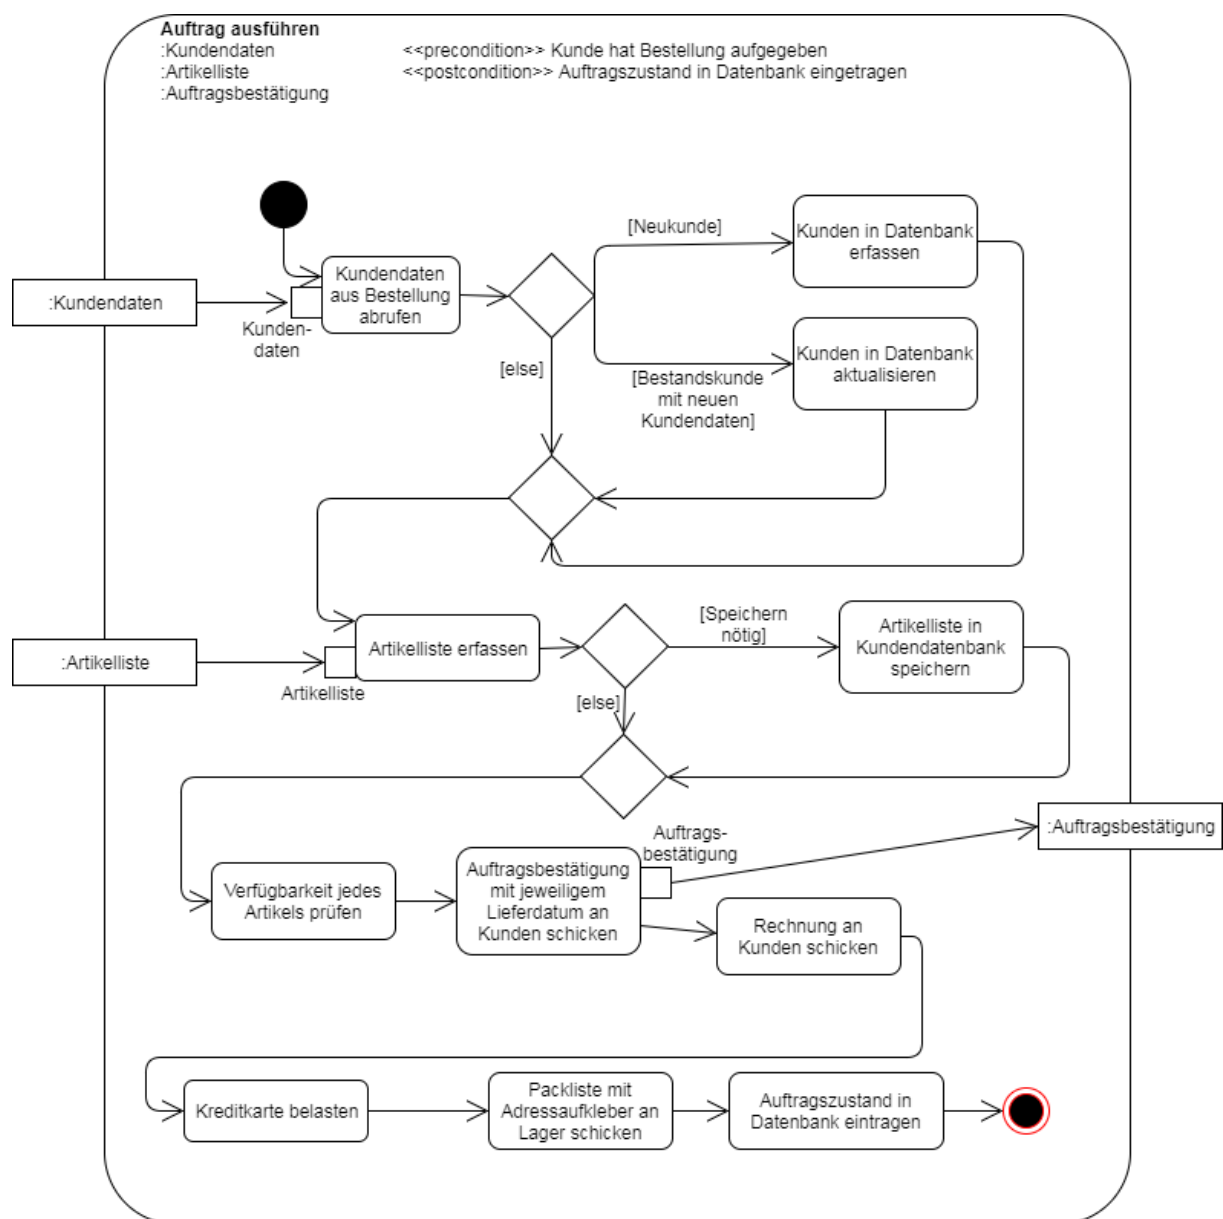 Auftrag ausführen
:Kundendaten
<<precondition>> Kunde hat Bestellung aufgegeben
:Artikelliste
<<postcondition>> Auftragszustand in Datenbank eingetragen
:Auftragsbestätigung
[Neukunde]
Kunden in Datenbank
erfassen
Kundendaten
aus Bestellung
abrufen
:Kundendaten
Kunden-
daten
[else]
[Bestandskunde
mit neuen
Kundendaten]
Kunden in Datenbank
aktualisieren
[Speichern
nötig]
Artikelliste in
Kundendatenbank
speichern
Artikelliste erfassen
:Artikelliste
Artikelliste
[else]
Auftrags-
bestätigung
:Auftragsbestätigung
Verfügbarkeit jedes
Artikels prüfen
Auftragsbestätigung
mit jeweiligem
Lieferdatum an
Kunden schicken
Rechnung an
Kunden schicken
Kreditkarte belasten
Packliste mit
Adressaufkleber an
Lager schicken
Auftragszustand in
Datenbank eintragen